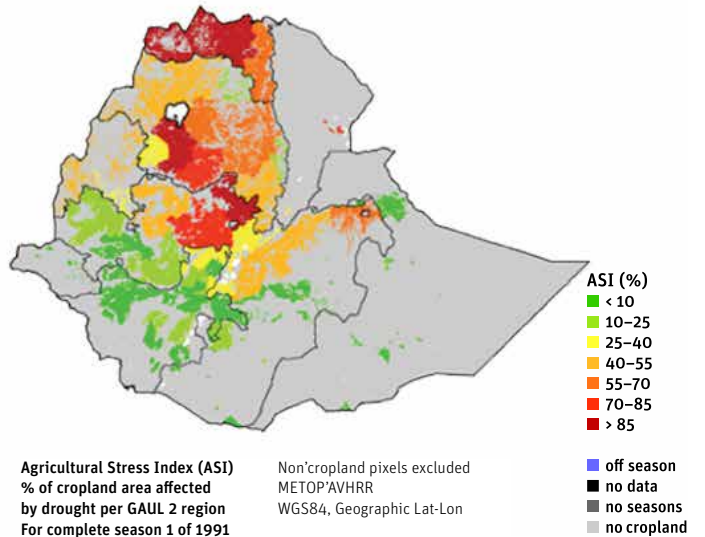 ASI (%)
< 10
10–25
25–40
40–55
55–70
70–85
> 85
off season
no data
no seasons
no cropland
Agricultural Stress Index (ASI)
% of cropland area affected
by drought per GAUL 2 region
For complete season 1 of 1991
Non'cropland pixels excluded
METOP'AVHRR
WGS84, Geographic Lat-Lon